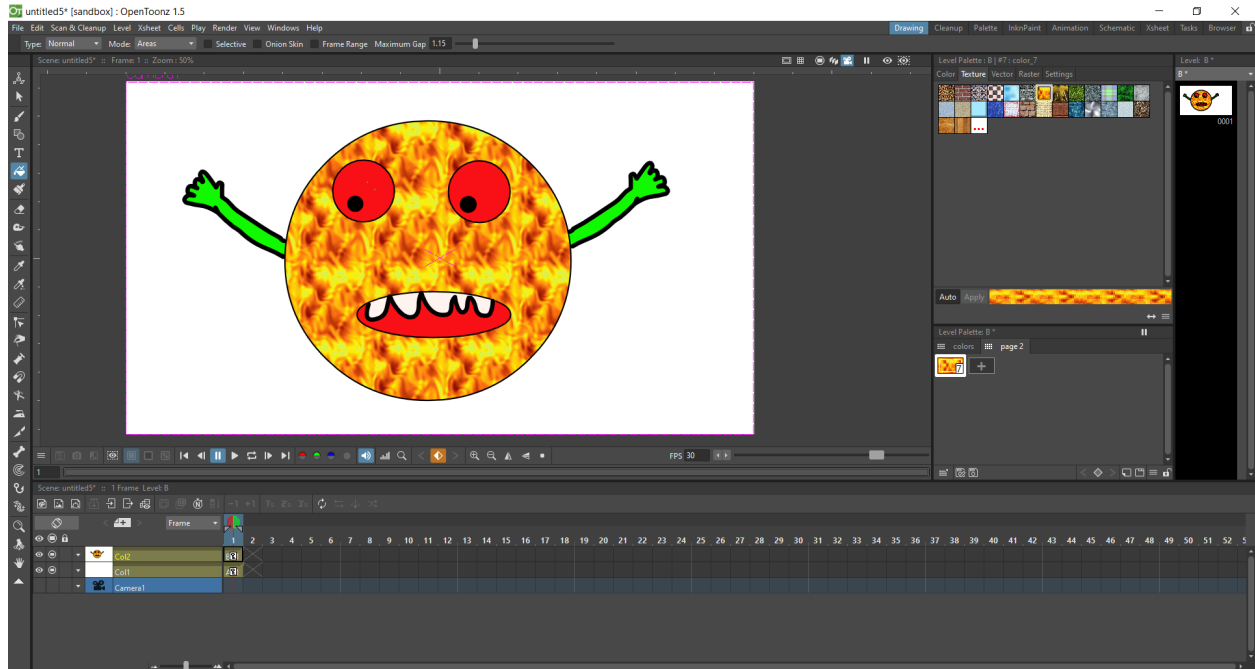 untitled5* [sandbox] : OpenToonz 1.5
File Edit Scan & Cleanup Level Xsheet Cells Play Render View Windows Help
Drawing Cleanup Palette InknPaint Animation Schematic Xsheet Tasks Browser
Type: Normal Mode: Areas Selective Onion Skin Frame Range Maximum Gap 1.15
Scene: untitled5* :: Frame: 1 :: Zoom : 50%
Level Palette : B | #7 : color_7
Level: B *
Color Texture Vector Raster Settings
B *
0001
Auto Apply
Level Palette: B *
colors page 2
7
FPS 30
1
Scene: untitled5* :: 1 Frame Level: B
Frame
1 2 3 4 5 6 7 8 9 10 11 12 13 14 15 16 17 18 19 20 21 22 23 24 25 26 27 28 29 30 31 32 33 34 35 36 37 38 39 40 41 42 43 44 45 46 47 48 49 50 51 52 5
Col2
Col1
Camera1